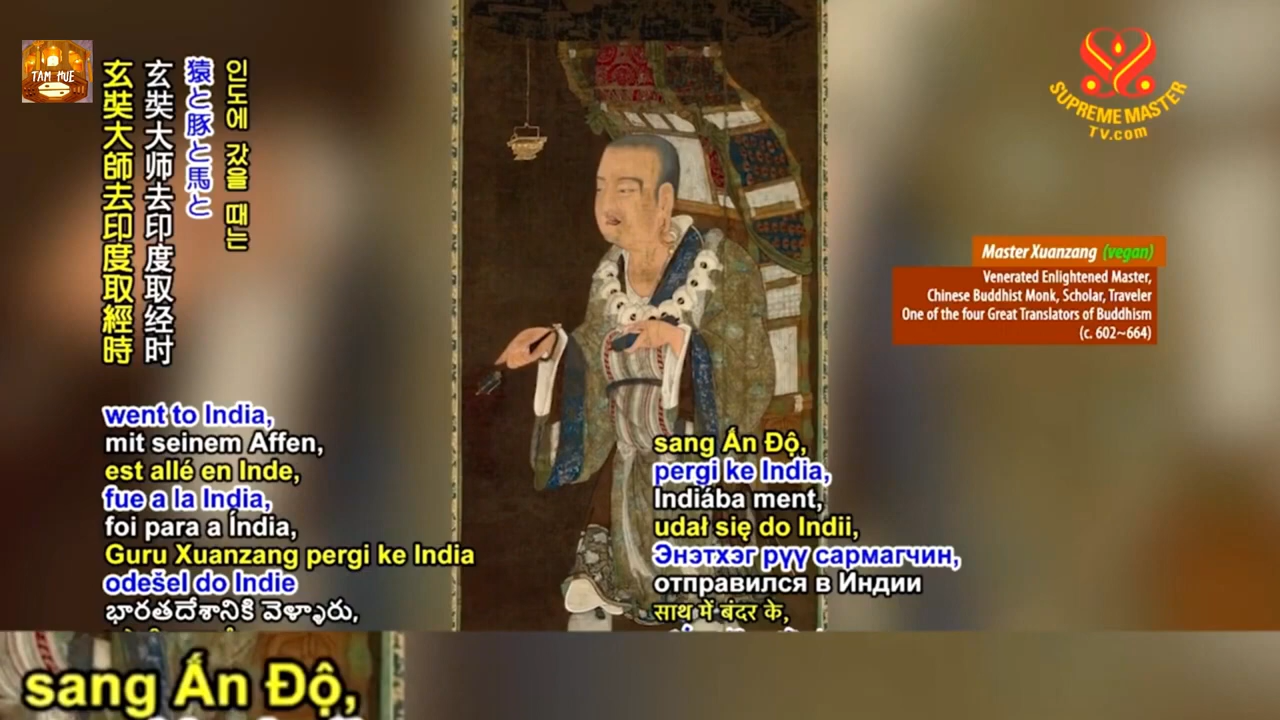 TAM HUE
玄奘大師去印度取經時
玄奘大师去印度取经时
猿と豚と馬と
인도에 갔을 때는
SUPREME MASTER
TV.com
Master Xuanzang (vegan)
Venerated Enlightened Master,
Chinese Buddhist Monk, Scholar, Traveler
One of the four Great Translators of Buddhism
(c. 602~664)
went to India,
mit seinem Affen,
est allé en Inde,
fue a la India,
foi para a Índia,
Guru Xuanzang pergi ke India
odešel do Indie
భారతదేశానికి వెళ్ళారు,
sang Ấn Độ,
pergi ke India,
Indiába ment,
udał się do Indii,
Энэтхэг рүү сармагчин,
отправился в Индии
साथ में बंदर के,
sang Ấn Độ,